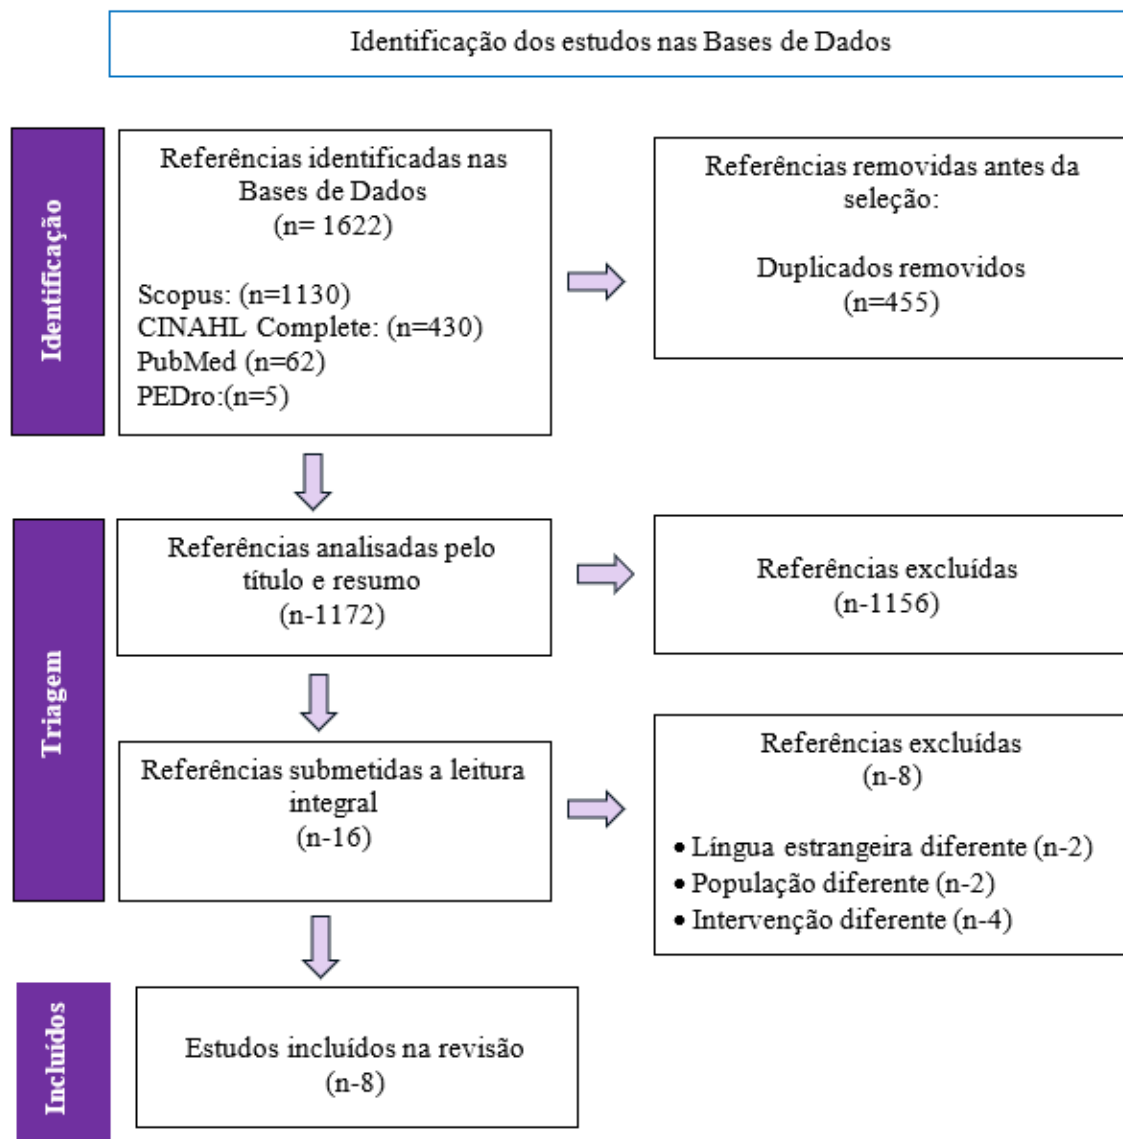 Identificação dos estudos nas Bases de Dados
Identificação
Referências identificadas nas
Bases de Dados
(n= 1622)
Scopus: (n=1130)
CINAHL Complete: (n=430)
PubMed (n=62)
PEDro:(n=5)
Referências removidas antes da
seleção:
Duplicados removidos
(n=455)
Triagem
Referências analisadas pelo
título e resumo
(n-1172)
Referências excluídas
(n-1156)
Referências submetidas a leitura
integral
(n-16)
Referências excluídas
(n-8)
• Língua estrangeira diferente (n-2)
• População diferente (n-2)
• Intervenção diferente (n-4)
Incluídos
Estudos incluídos na revisão
(n-8)